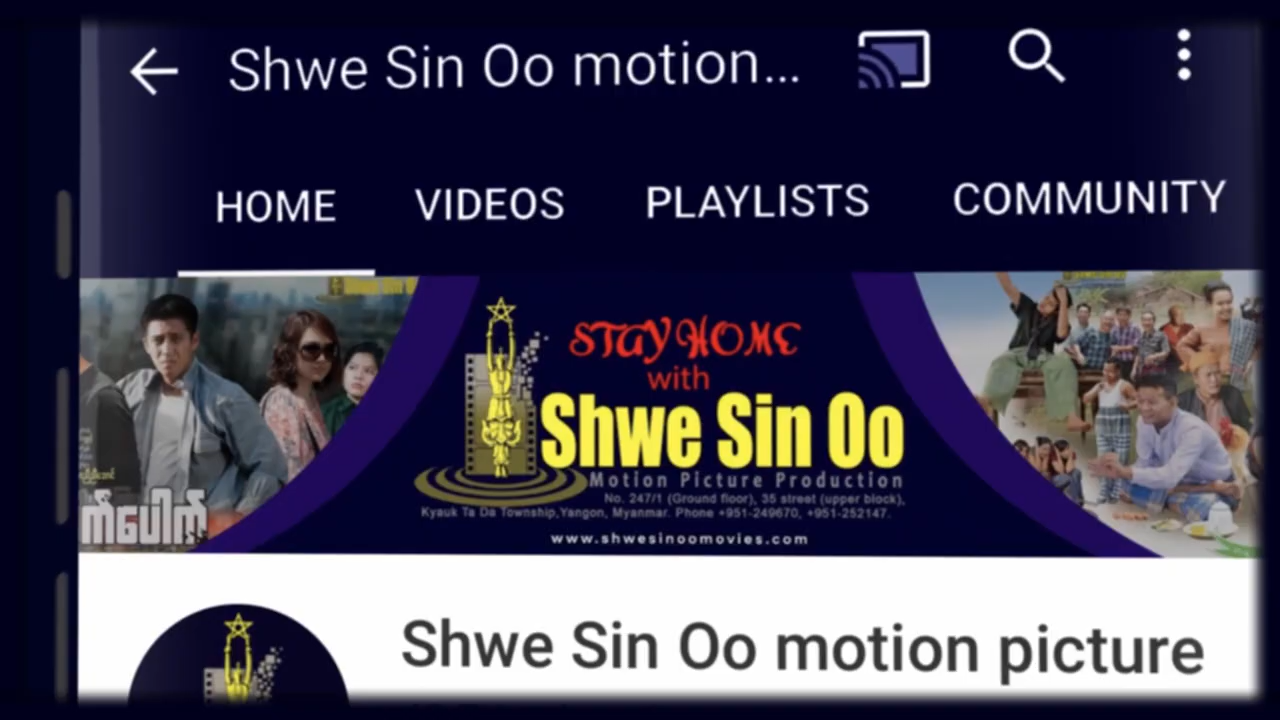 Shwe Sin Oo motion...
HOME VIDEOS PLAYLISTS COMMUNITY
STAY HOME
with
Shwe Sin Oo
Motion Picture Production
No. 247/1 (Ground floor), 35 street (upper block),
Kyauk Ta Da Township,Yangon, Myanmar. Phone +951-249670, +951-252147.
www.shwesinoomovies.com
Shwe Sin Oo motion picture